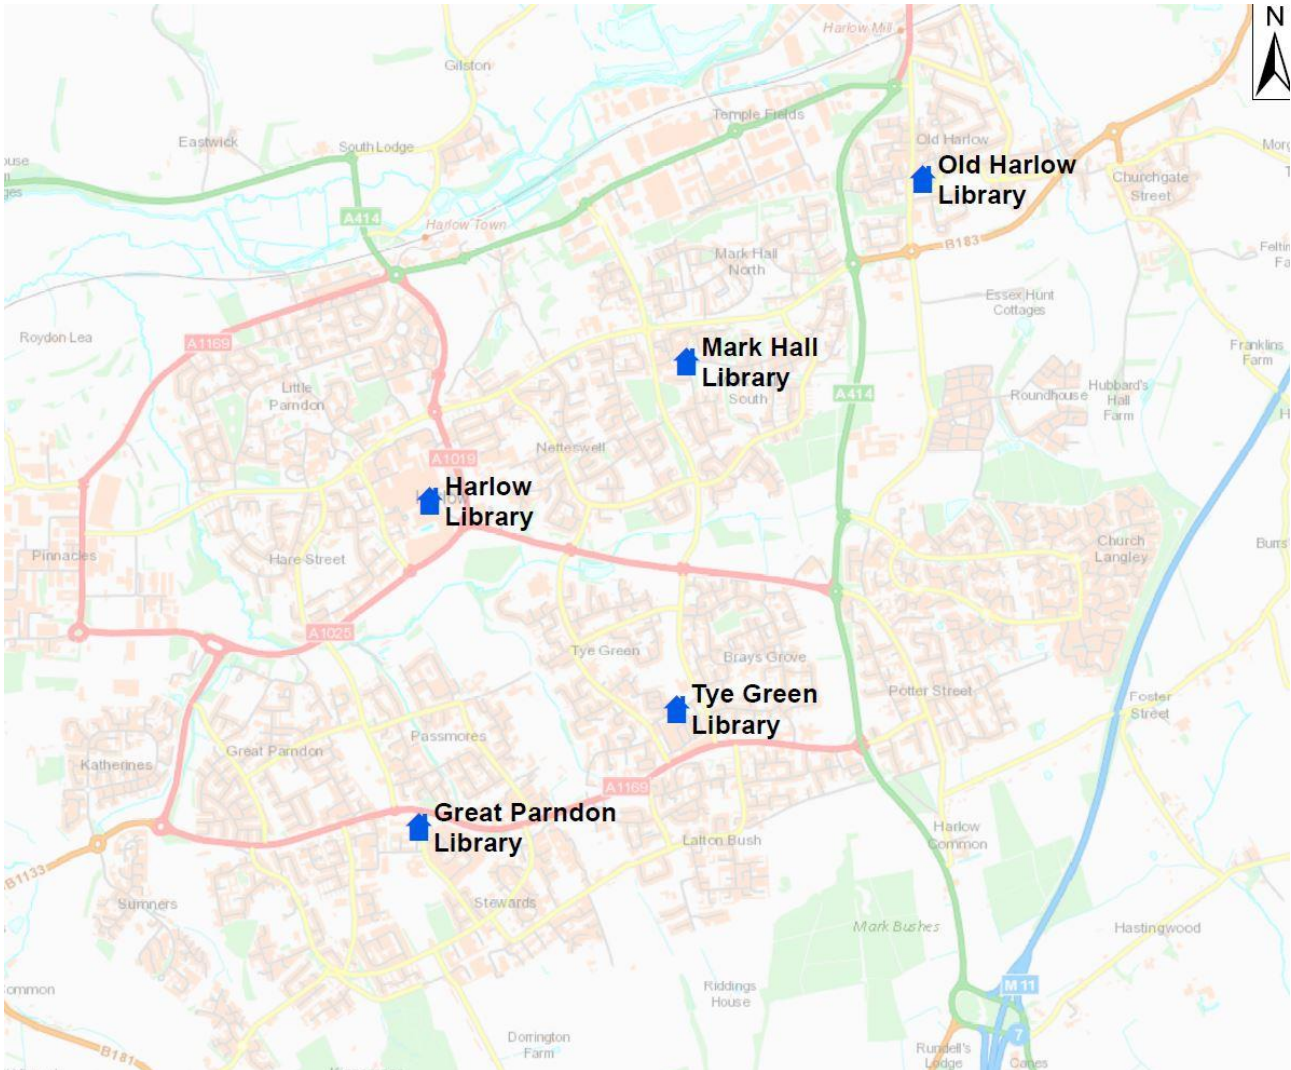 N
Harlow Mill
Gilston
Temple Fields
Eastwick
South Lodge
Old Harlow
Old Harlow
Library
Churchgate
Street
A414
Harlow Town
B183
Mark Hall
North
Essex Hunt
Cottages
Roydon Lea
A1169
Mark Hall
Library
South
Franklins
Farm
Little
Parndon
A414
Roundhouse
Hubbard's
Hall
Farm
Netteswell
A1019
Harlow
Library
Pinnacles
Hare Street
Church
Langley
A1025
Tye Green
Brays Grove
Tye Green
Library
Potter Street
Foster
Street
Great Parndon
Passmores
Katherines
A1169
Great Parndon
Library
Latton Bush
Harlow
Common
B1133
Sumners
Stewards
Mark Bushes
Hastingwood
Riddings
House
M 11
Common
7
Dorrington
Farm
B181
Rundell's
Lodge
Canes